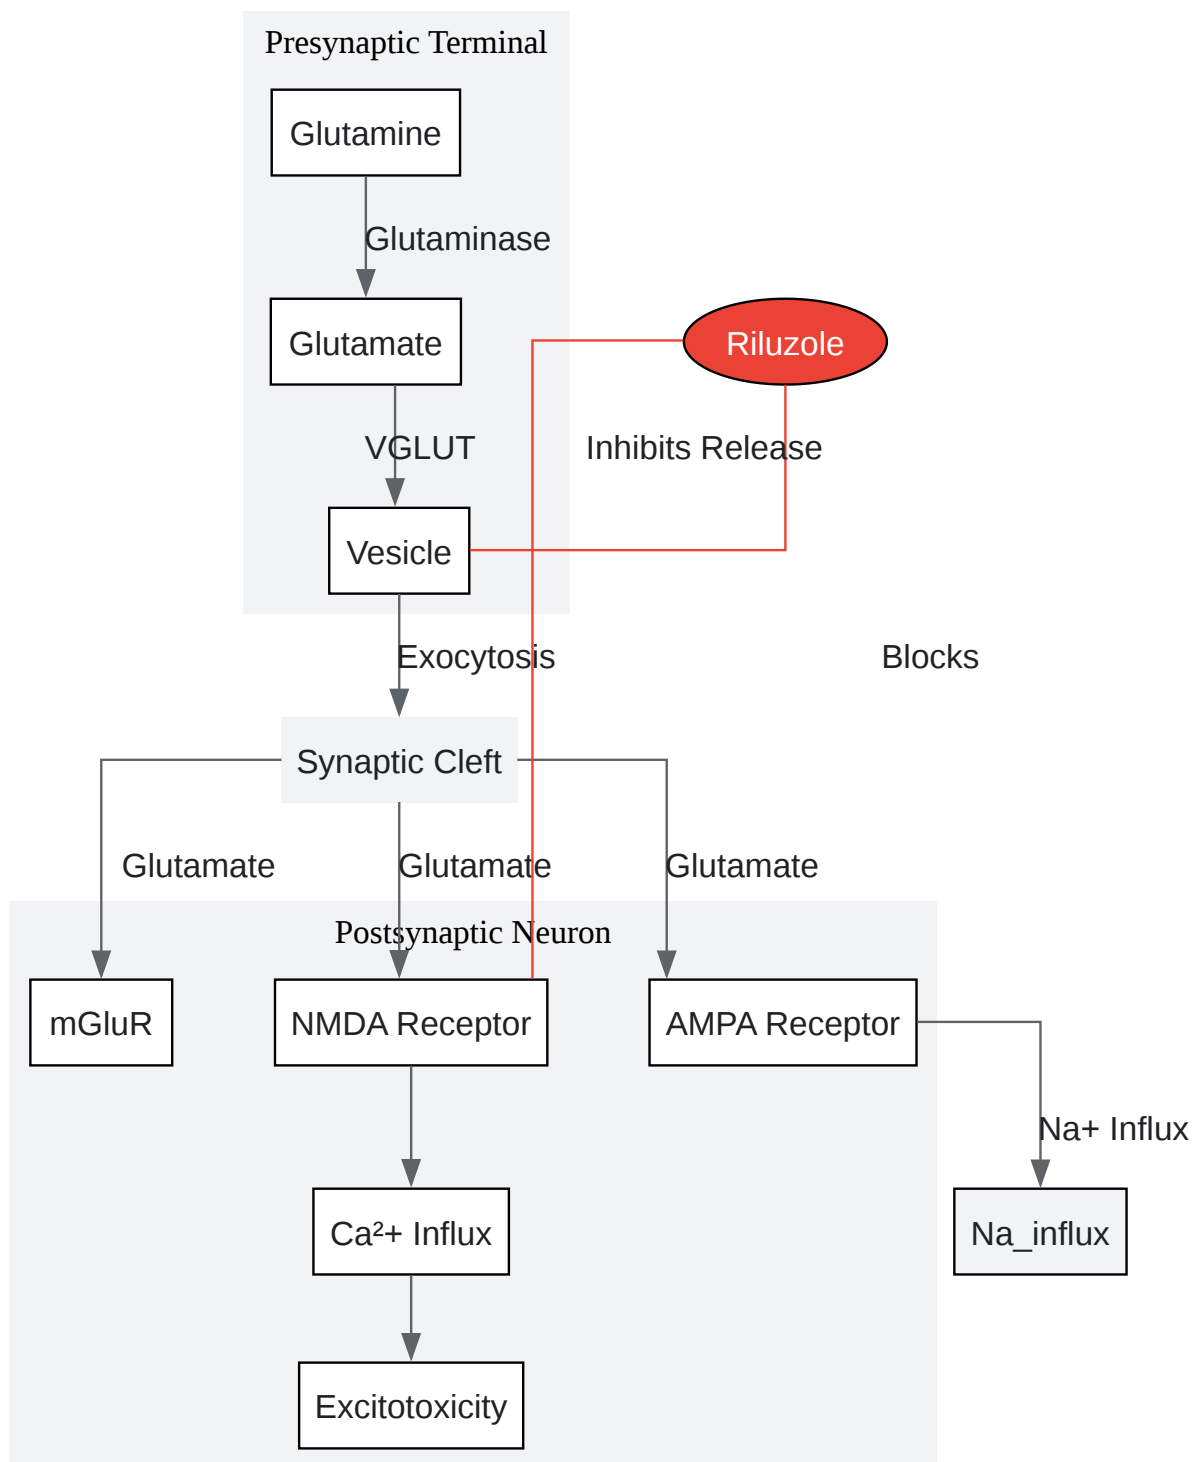 Presynaptic Terminal
Glutamine
Glutaminase
Glutamate
Riluzole
VGLUT
Inhibits Release
Vesicle
Exocytosis
Blocks
Synaptic Cleft
Glutamate
Glutamate
Glutamate
Postsynaptic Neuron
mGluR
NMDA Receptor
AMPA Receptor
Na+ Influx
Ca²+ Influx
Na_influx
Excitotoxicity